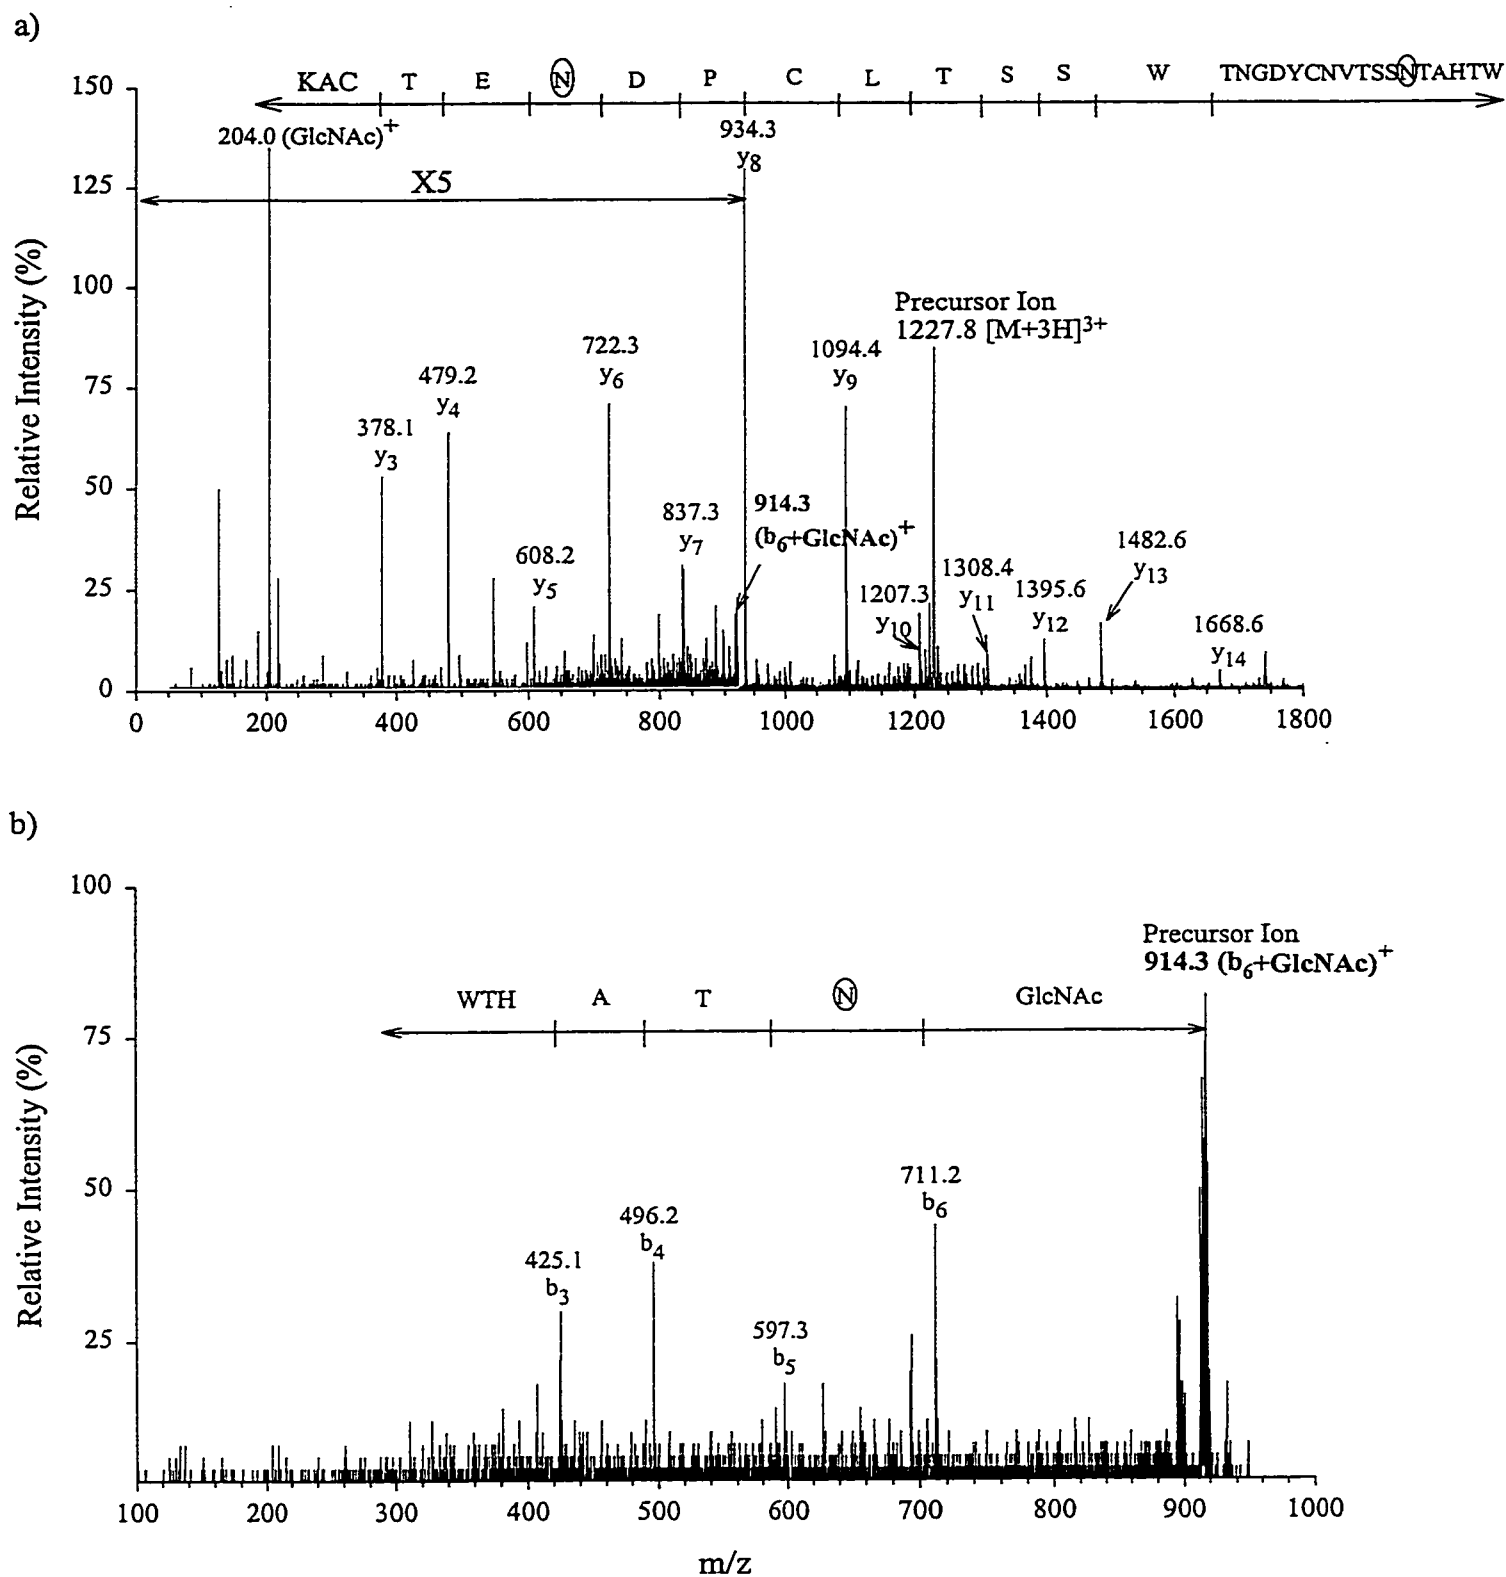 a)
KAC T E N D P C L T S S W TNGDYCNVTSSNTAHTW
150
125
100
75
50
25
0
Relative Intensity (%)
204.0 (GlcNAc)+
X5
934.3
y8
Precursor Ion
1227.8 [M+3H]3+
722.3
y6
1094.4
y9
479.2
y4
378.1
y3
914.3
(b6+GlcNAc)+
837.3
y7
608.2
y5
1207.3
y10
1308.4
y11
1395.6
y12
1482.6
y13
1668.6
y14
0 200 400 600 800 1000 1200 1400 1600 1800
b)
100
75
50
25
Relative Intensity (%)
Precursor Ion
914.3 (b6+GlcNAc)+
WTH A T N GlcNAc
711.2
b6
496.2
b4
425.1
b3
597.3
b5
100 200 300 400 500 600 700 800 900 1000
m/z